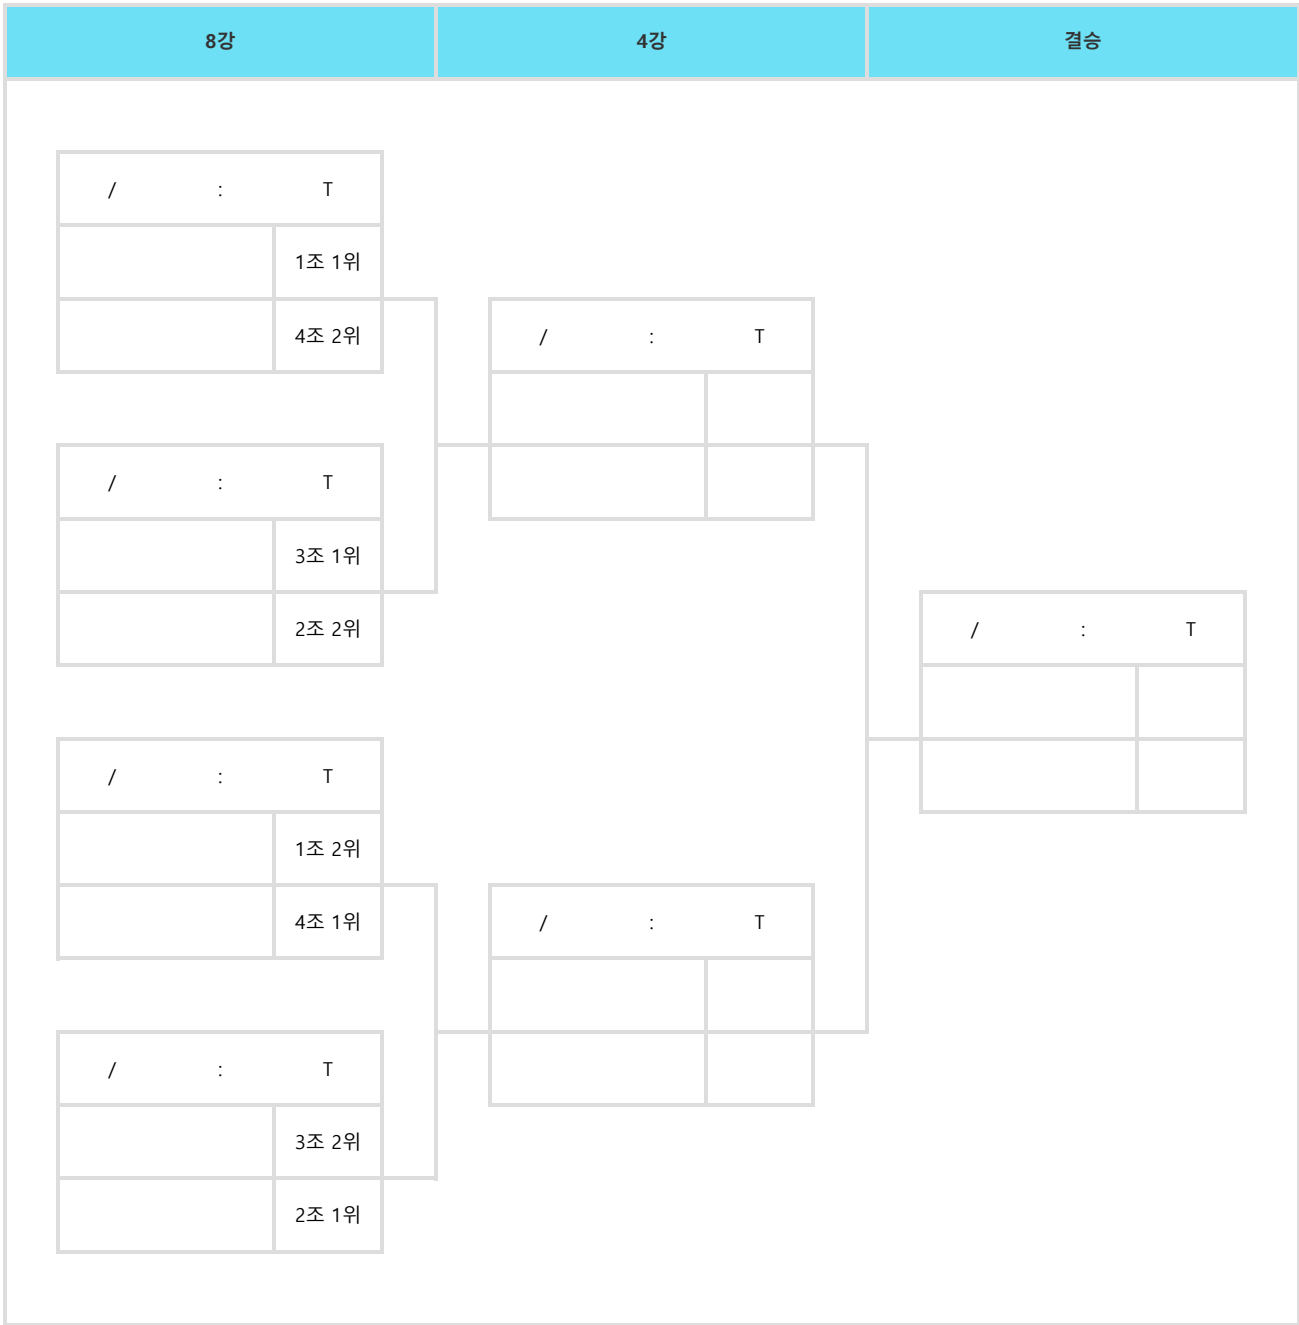 8강 4강 결승
/ : T
1조 1위
4조 2위
/ : T
/ : T
3조 1위
2조 2위
/ : T
/ : T
1조 2위
4조 1위
/ : T
/ : T
3조 2위
2조 1위